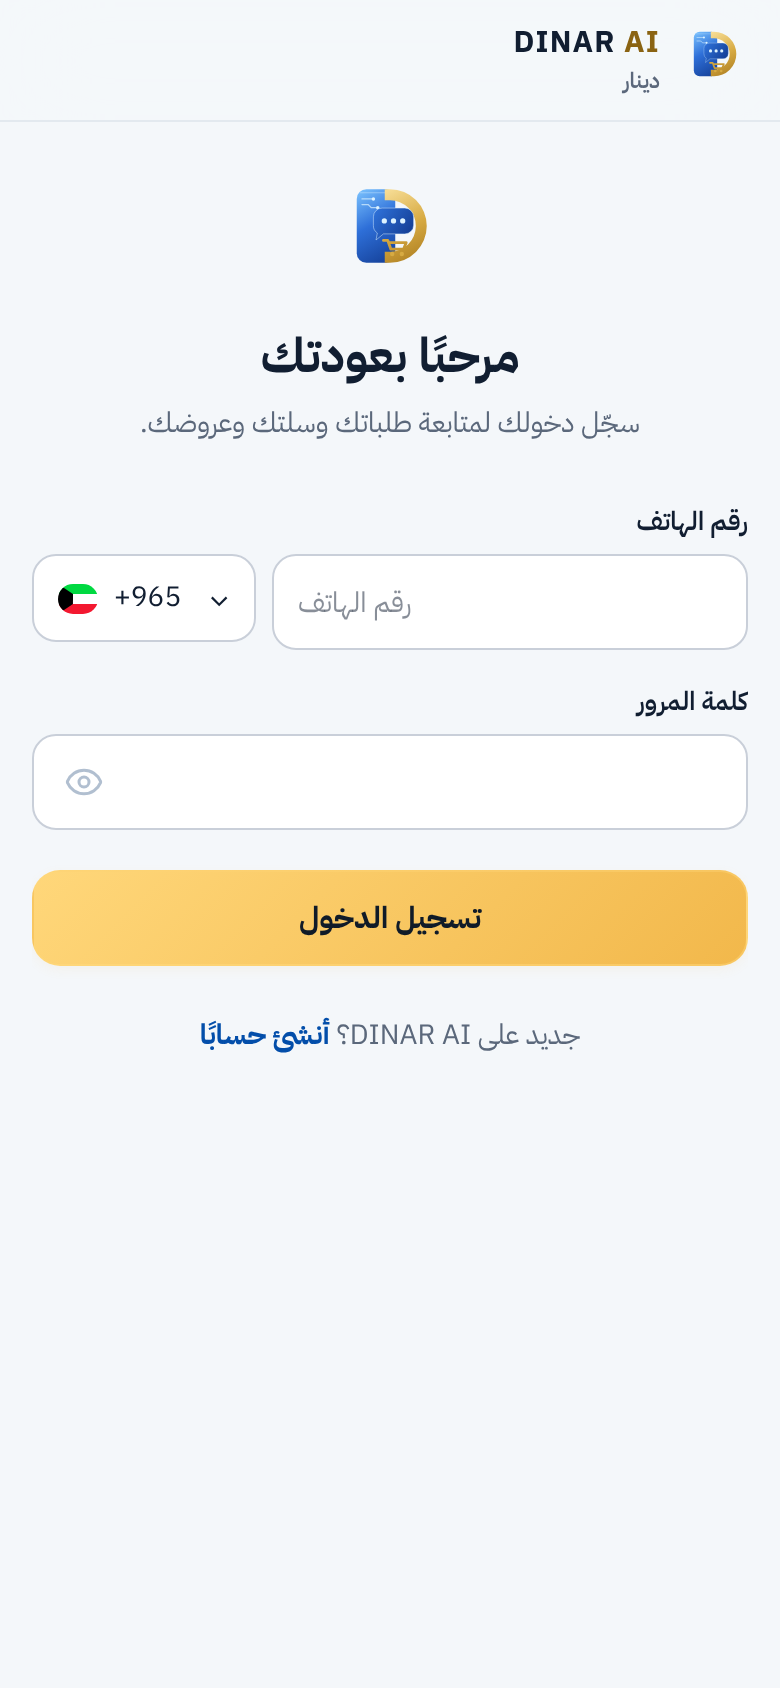 DINAR AI
دينار
مرحبًا بعودتك
سجّل دخولك لمتابعة طلباتك وسلتك وعروضك.
رقم الهاتف
رقم الهاتف
+965
كلمة المرور
تسجيل الدخول
جديد على DINAR AI؟ أنشئ حسابًا